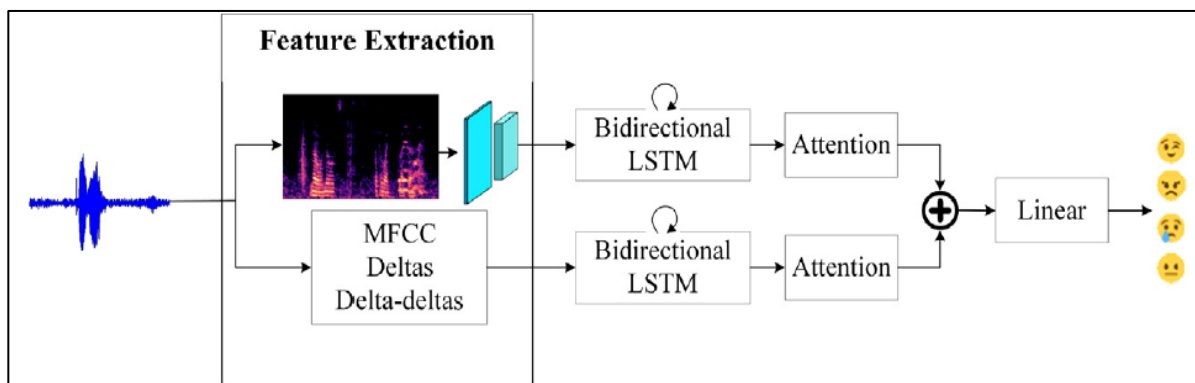 Feature Extraction
Bidirectional
LSTM
Attention
MFCC
Deltas
Delta-deltas
Bidirectional
LSTM
Attention
Linear